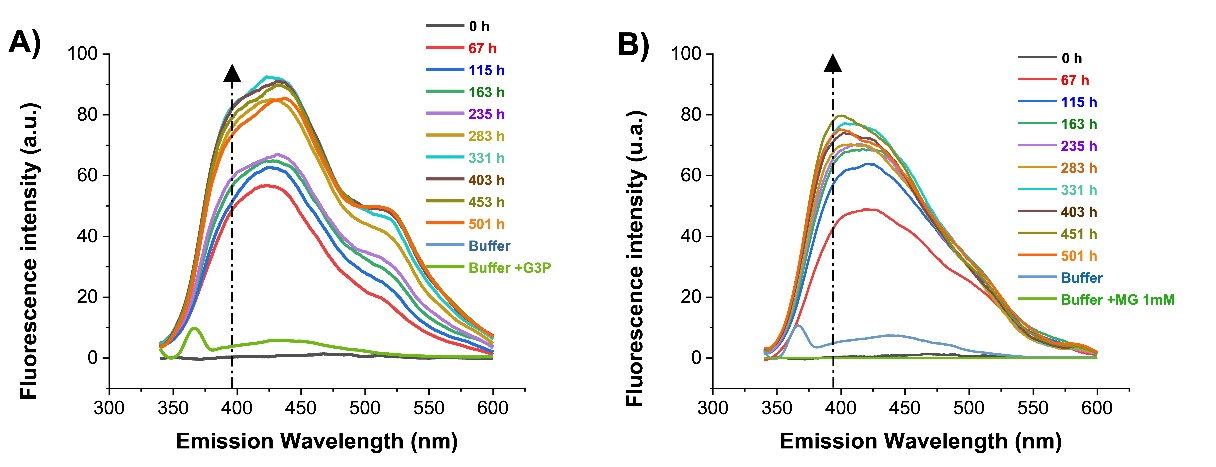 A)
Fluorescence intensity (a.u.)
100
80
60
40
20
0
300
350
400
450
500
550
600
Emission Wavelength (nm)
0 h
67 h
115 h
163 h
235 h
283 h
331 h
403 h
453 h
501 h
Buffer
Buffer +G3P
B)
Fluorescence intensity (u.a.)
100
80
60
40
20
0
300
350
400
450
500
550
600
Emission Wavelength (nm)
0 h
67 h
115 h
163 h
235 h
283 h
331 h
403 h
451 h
501 h
Buffer
Buffer +MG 1mM